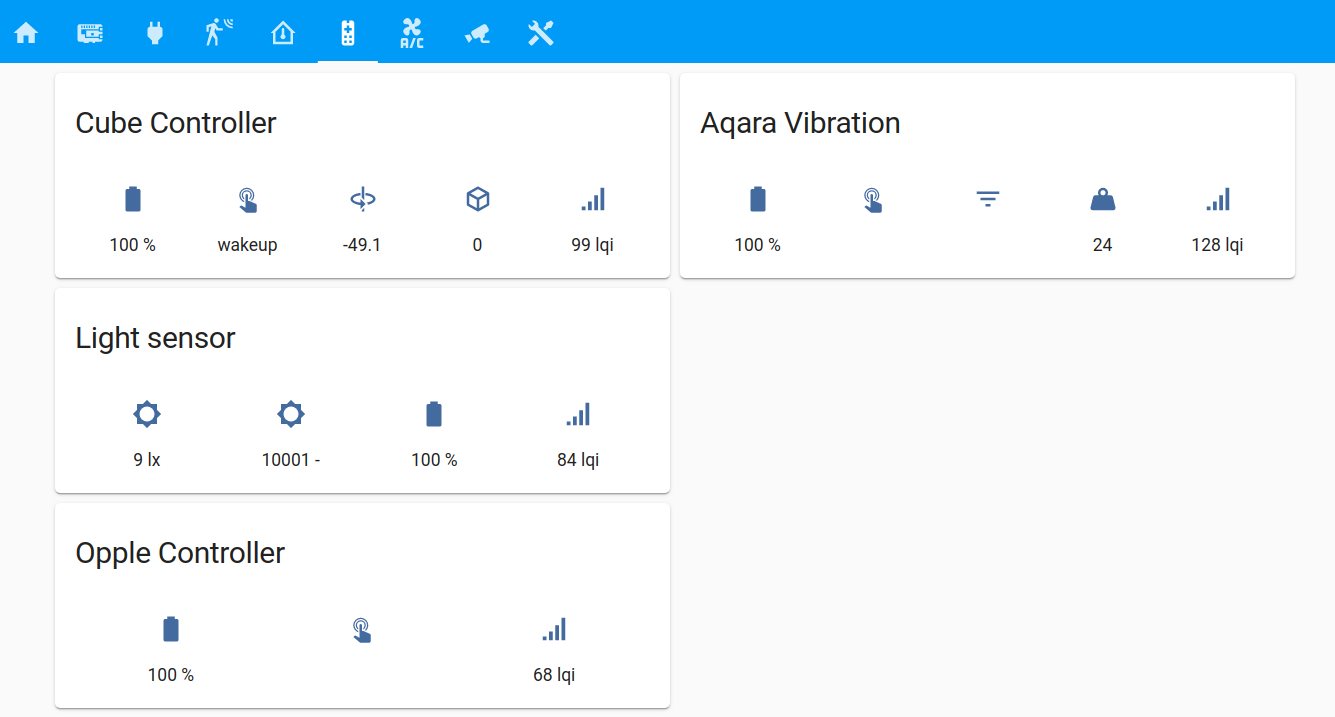 A/C
Cube Controller
100 %
wakeup
-49.1
0
99 lqi
Aqara Vibration
100 %
24
128 lqi
Light sensor
9 lx
10001 -
100 %
84 lqi
Opple Controller
100 %
68 lqi